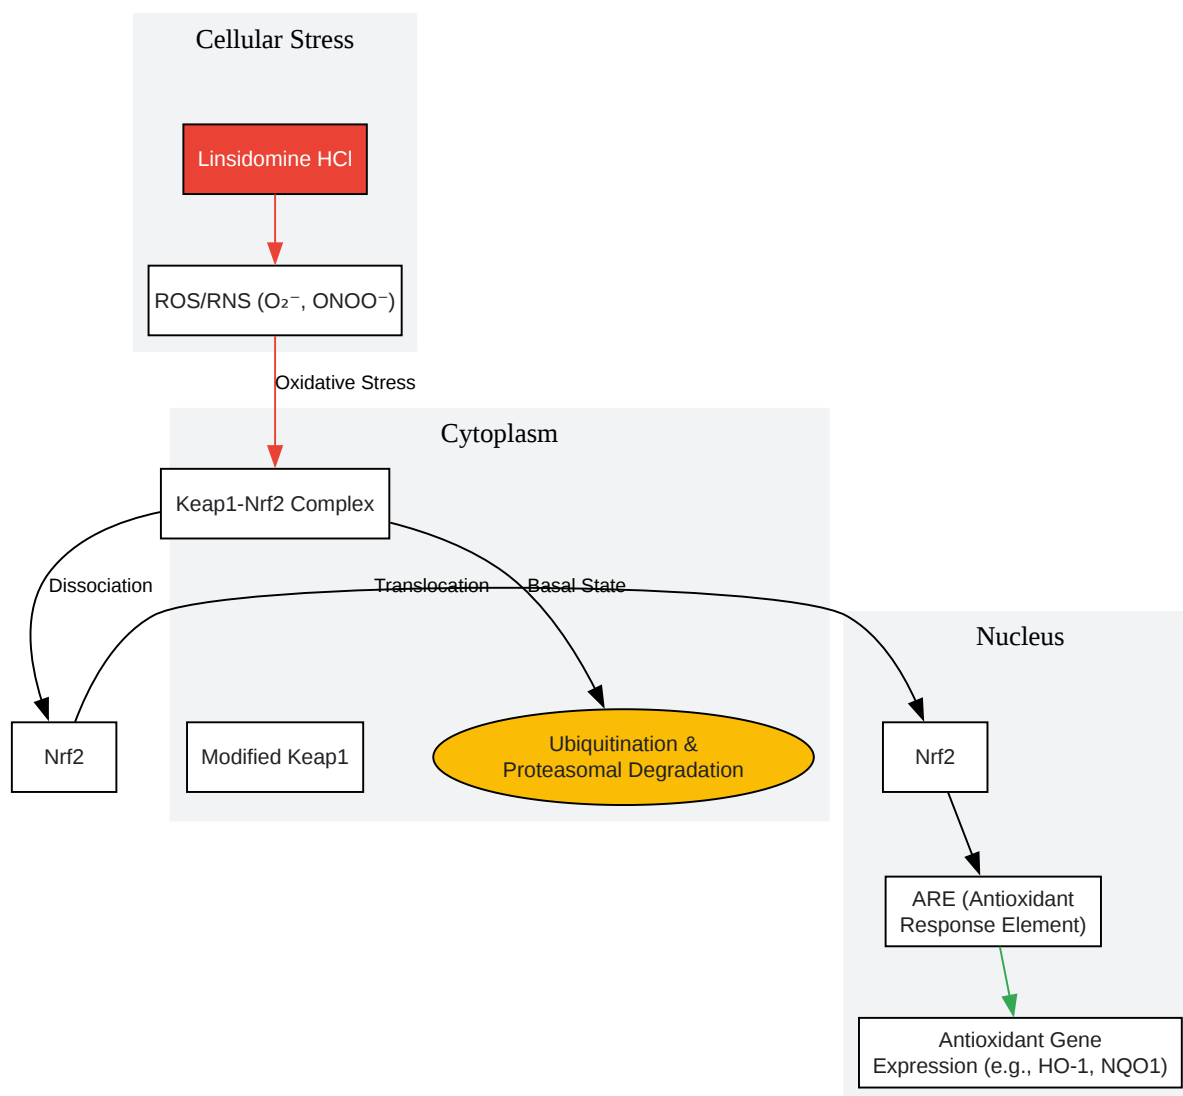 Cellular Stress
Linsidomine HCl
ROS/RNS (O₂⁻, ONOO⁻)
Oxidative Stress
Cytoplasm
Keap1-Nrf2 Complex
Dissociation
Translocation
Basal State
Nucleus
Nrf2
Modified Keap1
Ubiquitination &
Proteasomal Degradation
Nrf2
ARE (Antioxidant
Response Element)
Antioxidant Gene
Expression (e.g., HO-1, NQO1)